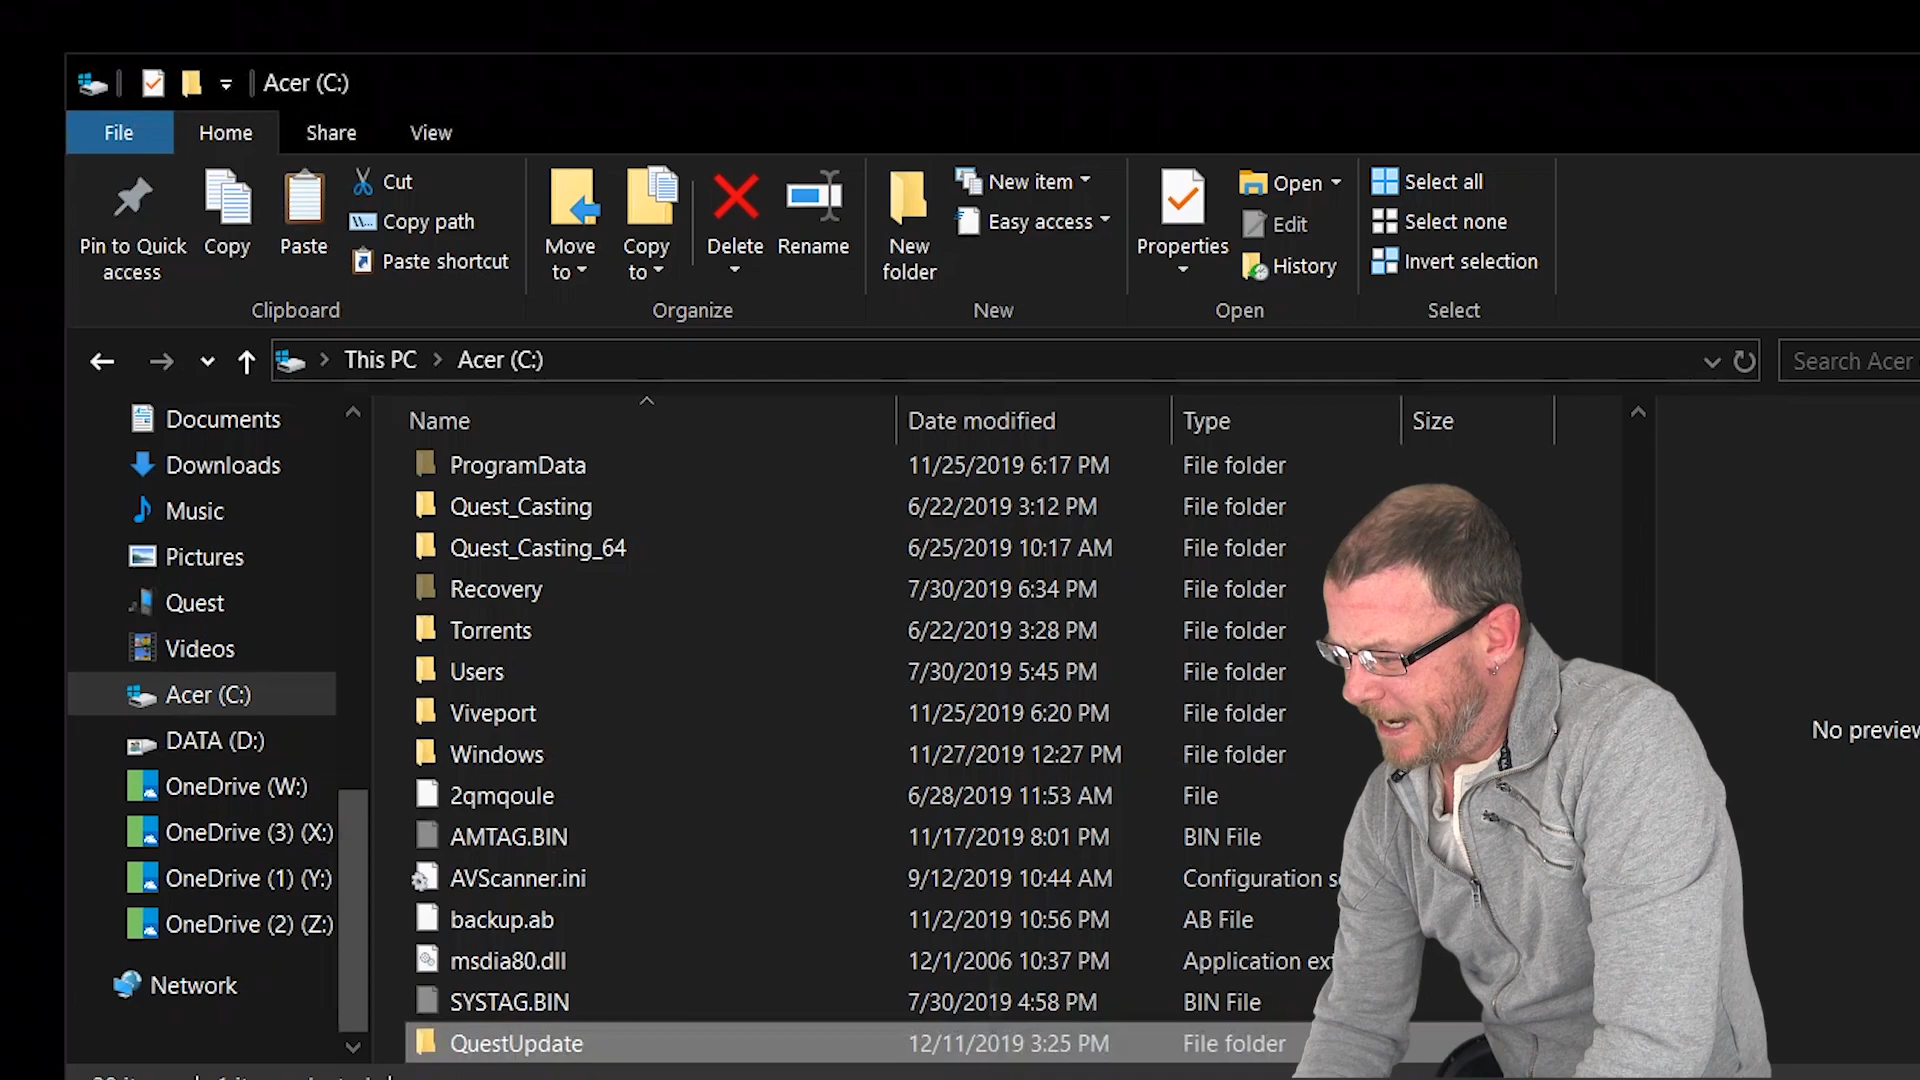 Acer (C:)
File Home Share View
Pin to Quick access
Copy
Paste
Cut
Copy path
Paste shortcut
Clipboard
Move to
Copy to
Delete
Rename
Organize
New folder
New item
Easy access
New
Properties
Open
Edit
History
Open
Select all
Select none
Invert selection
Select
This PC > Acer (C:)
Search Acer
Documents
Downloads
Music
Pictures
Quest
Videos
Acer (C:)
DATA (D:)
OneDrive (W:)
OneDrive (3) (X:)
OneDrive (1) (Y:)
OneDrive (2) (Z:)
Network
Name Date modified Type Size
ProgramData 11/25/2019 6:17 PM File folder
Quest_Casting 6/22/2019 3:12 PM File folder
Quest_Casting_64 6/25/2019 10:17 AM File folder
Recovery 7/30/2019 6:34 PM File folder
Torrents 6/22/2019 3:28 PM File folder
Users 7/30/2019 5:45 PM File folder
Viveport 11/25/2019 6:20 PM File folder
Windows 11/27/2019 12:27 PM File folder
2qmqoule 6/28/2019 11:53 AM File
AMTAG.BIN 11/17/2019 8:01 PM BIN File
AVScanner.ini 9/12/2019 10:44 AM Configuration
backup.ab 11/2/2019 10:56 PM AB File
msdia80.dll 12/1/2006 10:37 PM Application
SYSTAG.BIN 7/30/2019 4:58 PM BIN File
QuestUpdate 12/11/2019 3:25 PM File folder
No preview